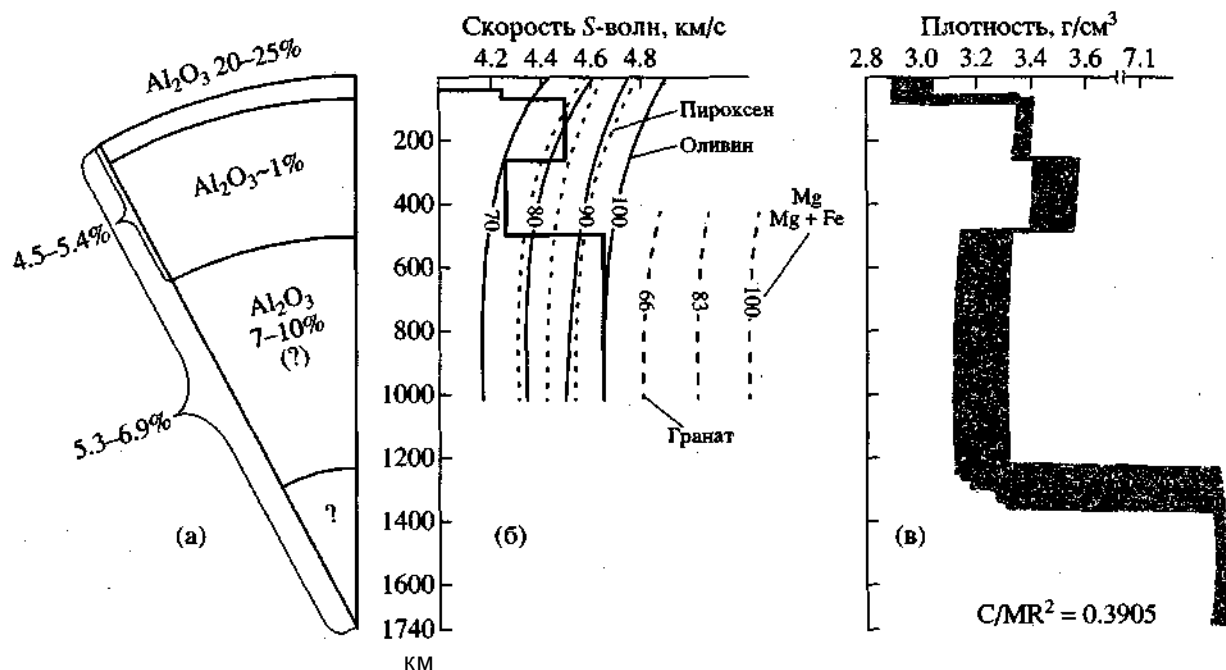 Al₂O₃ 20–25%
Al₂O₃~1%
4.5–5.4%
Al₂O₃
7–10%
(?)
5.3–6.9%
?
(а)
Скорость S-волн, км/с
4.2 4.4 4.6 4.8
Пироксен
Оливин
200
400
600
800
1000
1200
1400
1600
1740
км
70
80
90
100
Mg
Mg + Fe
66
83
100
Гранат
(б)
Плотность, г/см³
2.8 3.0 3.2 3.4 3.6 7.1
(в)
C/MR² = 0.3905